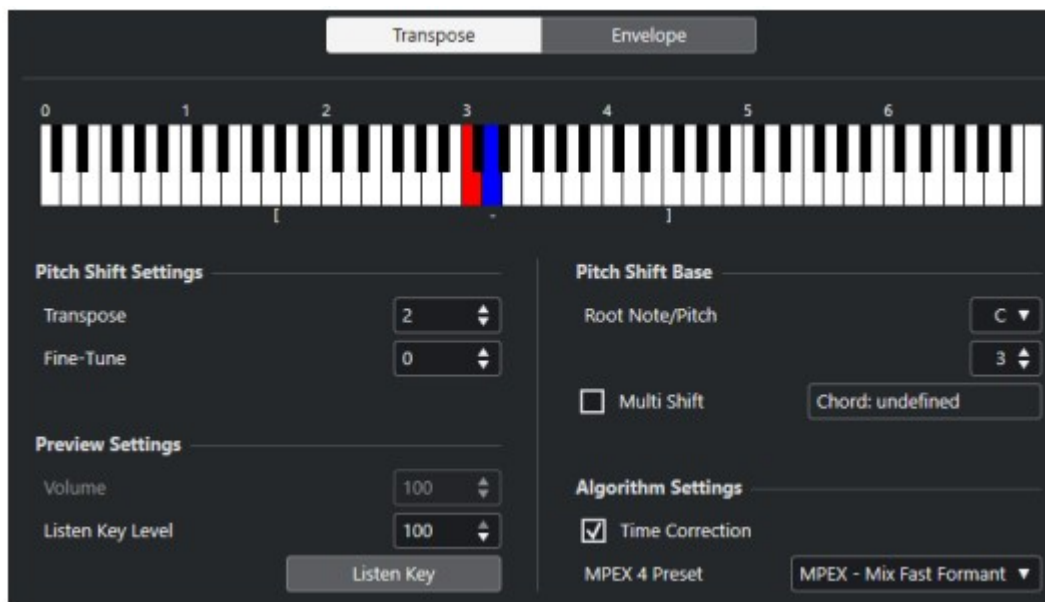 Transpose Envelope
0 1 2 3 4 5 6
[ - ]
Pitch Shift Settings
Transpose 2
Fine-Tune 0
Preview Settings
Volume 100
Listen Key Level 100
Listen Key
Pitch Shift Base
Root Note/Pitch C
3
Multi Shift Chord: undefined
Algorithm Settings
Time Correction
MPEX 4 Preset MPEX - Mix Fast Formant